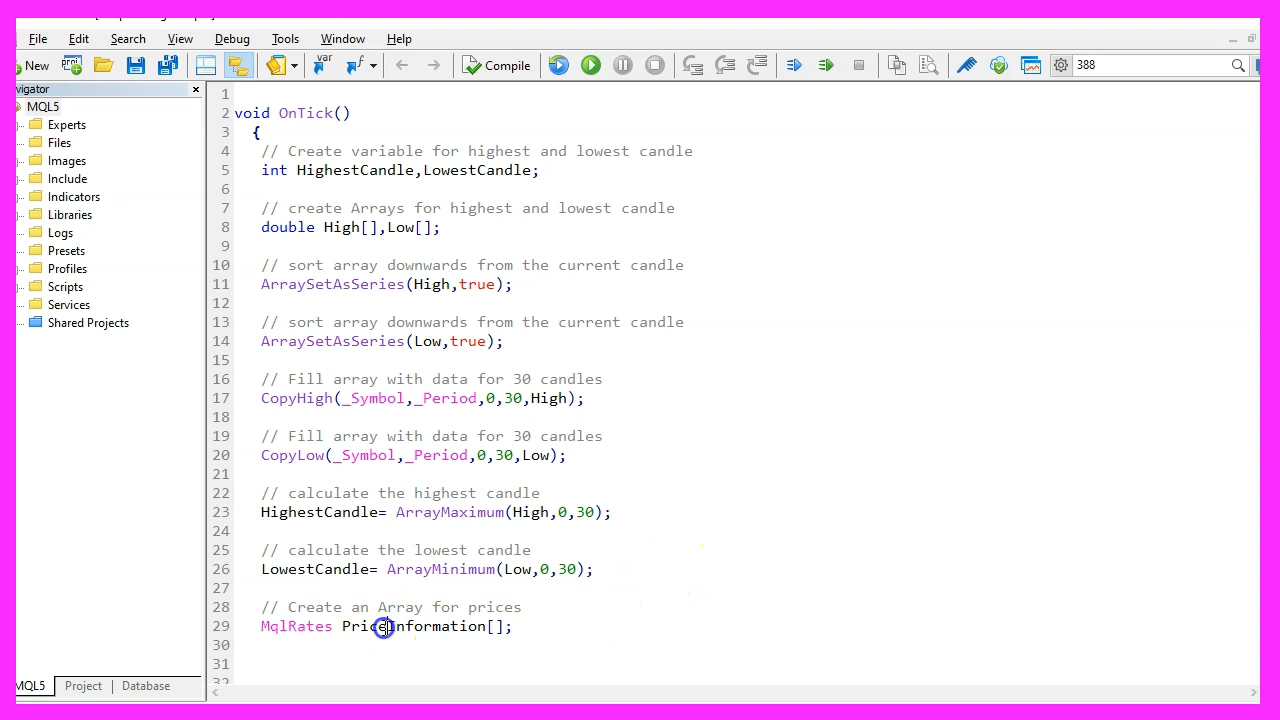 File Edit Search View Debug Tools Window Help
New Compile 388
vigator
MQL5
Experts
Files
Images
Include
Indicators
Libraries
Logs
Presets
Profiles
Scripts
Services
Shared Projects
MQL5 Project Database
1
2 void OnTick()
3 {
4 // Create variable for highest and lowest candle
5 int HighestCandle,LowestCandle;
6
7 // create Arrays for highest and lowest candle
8 double High[],Low[];
9
10 // sort array downwards from the current candle
11 ArraySetAsSeries(High,true);
12
13 // sort array downwards from the current candle
14 ArraySetAsSeries(Low,true);
15
16 // Fill array with data for 30 candles
17 CopyHigh(_Symbol,_Period,0,30,High);
18
19 // Fill array with data for 30 candles
20 CopyLow(_Symbol,_Period,0,30,Low);
21
22 // calculate the highest candle
23 HighestCandle= ArrayMaximum(High,0,30);
24
25 // calculate the lowest candle
26 LowestCandle= ArrayMinimum(Low,0,30);
27
28 // Create an Array for prices
29 MqlRates PriceInformation[];
30
31
32